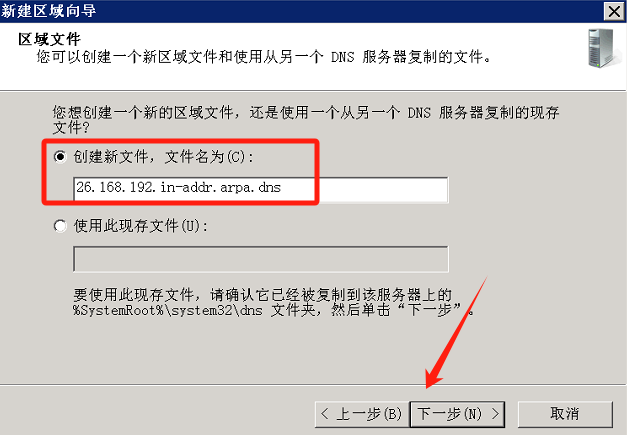 新建区域向导
区域文件
您可以创建一个新区域文件和使用从另一个 DNS 服务器复制的文件。
您想创建一个新的区域文件，还是使用一个从另一个 DNS 服务器复制的现存
文件?
创建新文件，文件名为(C):
26.168.192.in-addr.arpa.dns
使用此现存文件(U):
要使用此现存文件，请确认它已经被复制到该服务器上的
%SystemRoot%\system32\dns 文件夹，然后单击“下一步”。
< 上一步(B) 下一步(N) > 取消